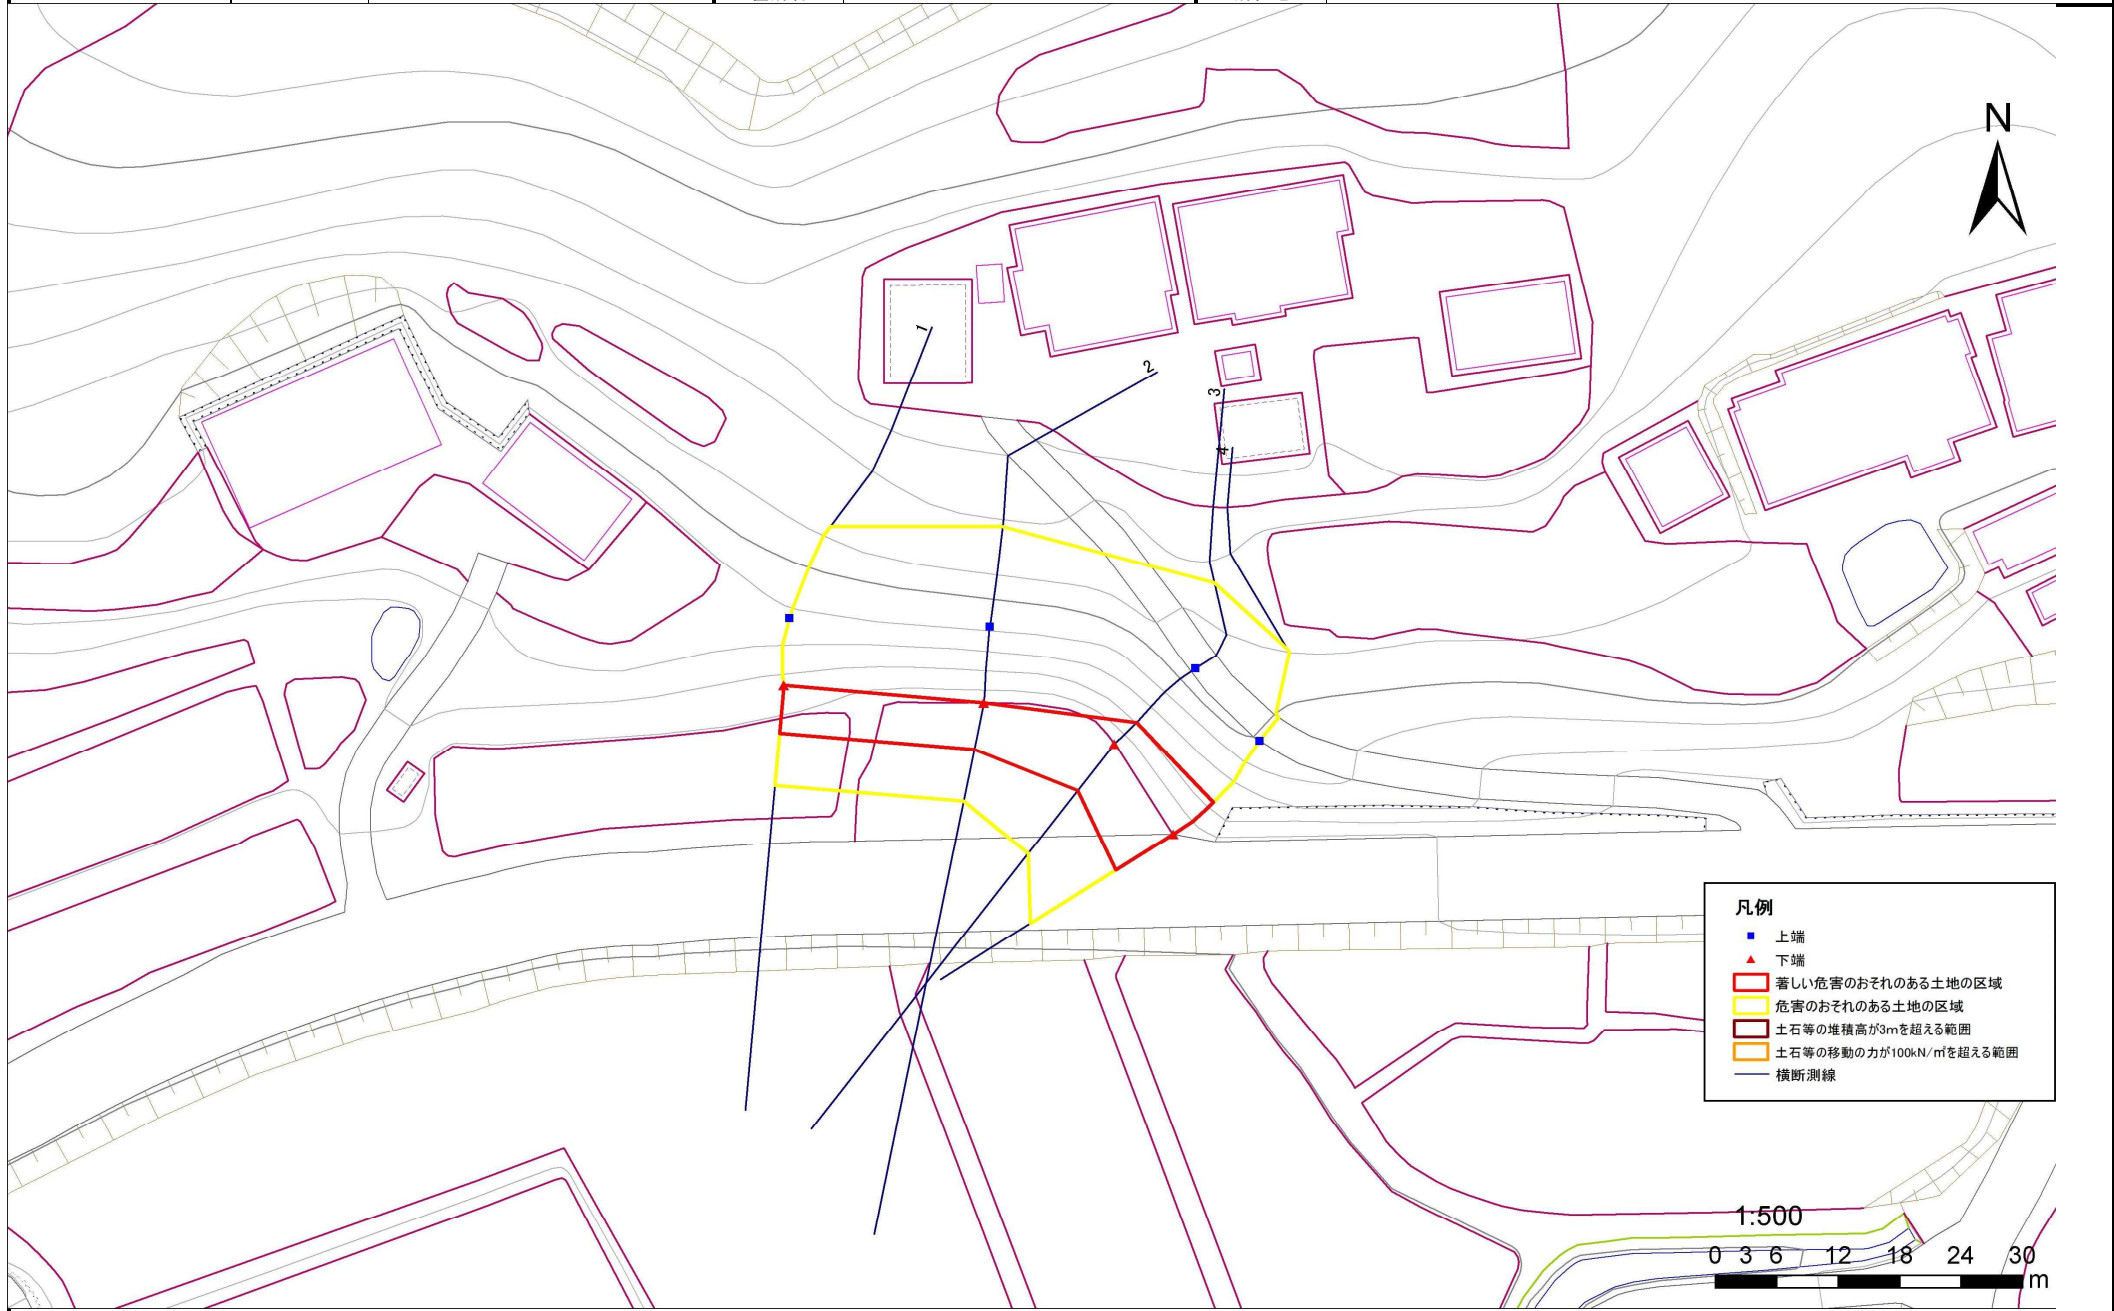 N
1
2
3
4
凡例
上端
下端
著しい危害のおそれのある土地の区域
危害のおそれのある土地の区域
土石等の堆積高が3mを超える範囲
土石等の移動の力が100kN/㎡を超える範囲
横断測線
1:500
0 3 6 12 18 24 30
m